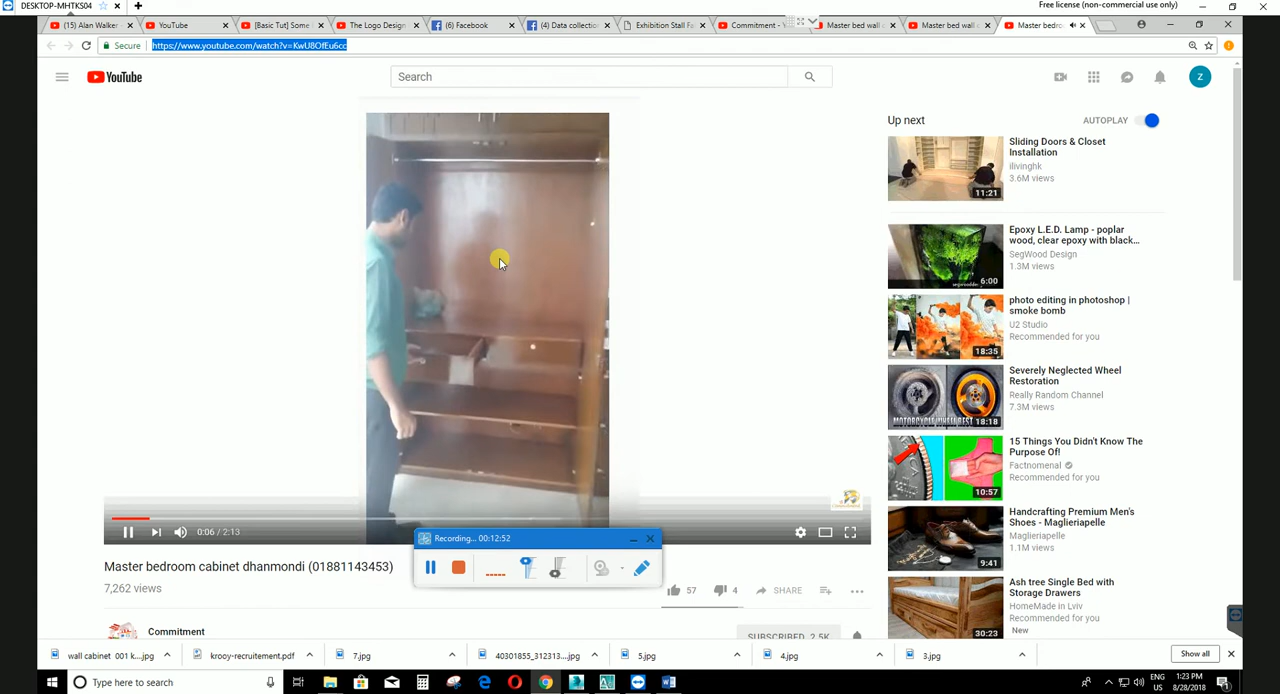 DESKTOP-MHTKS04
Free license (non-commercial use only)
(15) Alan Walker -
YouTube
[Basic Tut] Some
The Logo Design
(6) Facebook
(4) Data collection
Exhibition Stall Fa
Commitment - Y
Master bed wall
Master bed wall
Master bedro
Secure
https://www.youtube.com/watch?v=KwU8OfEu6cc
YouTube
Search
Z
Up next
AUTOPLAY
Sliding Doors & Closet
Installation
ilivinghk
3.6M views
11:21
Epoxy L.E.D. Lamp - poplar
wood, clear epoxy with black...
SegWood Design
1.3M views
6:00
photo editing in photoshop |
smoke bomb
U2 Studio
Recommended for you
18:35
Severely Neglected Wheel
Restoration
Really Random Channel
7.3M views
18:18
15 Things You Didn't Know The
Purpose Of!
Factnomenal
Recommended for you
10:57
Handcrafting Premium Men's
Shoes - Maglieriapelle
Maglieriapelle
1.1M views
9:41
Ash tree Single Bed with
Storage Drawers
HomeMade in Lviv
Recommended for you
New
30:23
0:06 / 2:13
Recording... 00:12:52
Master bedroom cabinet dhanmondi (01881143453)
7,262 views
57
4
SHARE
Commitment
SUBSCRIBED 2.5K
wall cabinet 001 k....jpg
krooy-recruitement.pdf
7.jpg
40301855_312313....jpg
5.jpg
4.jpg
3.jpg
Show all
Type here to search
ENG
US
1:23 PM
8/28/2018